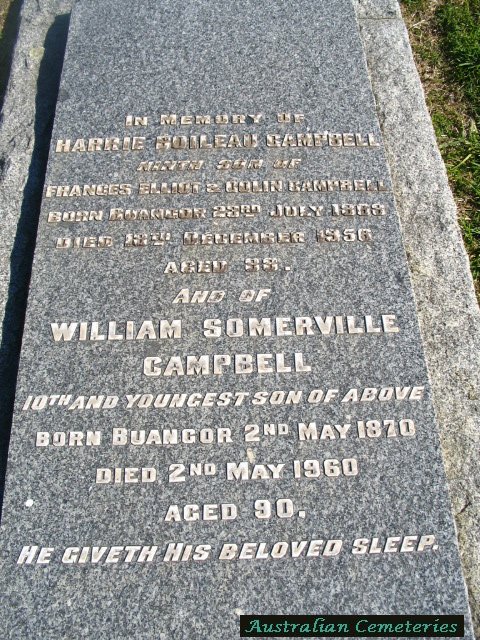 In Memory of
Harrie Boileau Campbell
Ninth son of
Frances Elliot & Colin Campbell
Born Buangor 23rd July 1868
Died 13th December 1956
Aged 88.
And of
William Somerville
Campbell
10th and youngest son of above
Born Buangor 2nd May 1870
Died 2nd May 1960
Aged 90.
He giveth His beloved sleep.
Australian Cemeteries